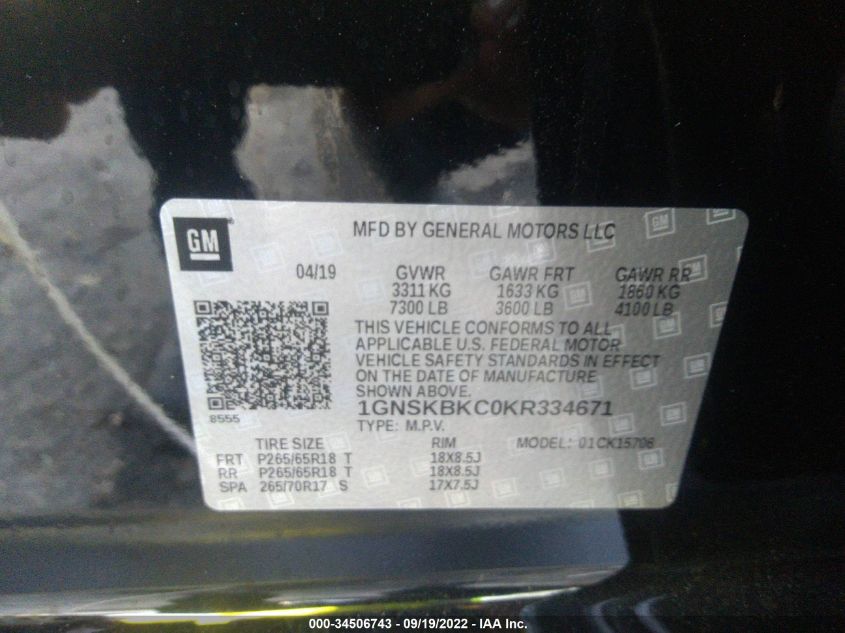 GM
MFD BY GENERAL MOTORS LLC
04/19 GVWR GAWR FRT GAWR RR
3311 KG 1633 KG 1860 KG
7300 LB 3600 LB 4100 LB
THIS VEHICLE CONFORMS TO ALL
APPLICABLE U.S. FEDERAL MOTOR
VEHICLE SAFETY STANDARDS IN EFFECT
ON THE DATE OF MANUFACTURE
SHOWN ABOVE.
8555
1GNSKBKC0KR334671
TYPE: M.P.V.
TIRE SIZE RIM MODEL: 01CK15706
FRT P265/65R18 T 18X8.5J
RR P265/65R18 T 18X8.5J
SPA 265/70R17 S 17X7.5J
000-34506743 - 09/19/2022 - IAA Inc.